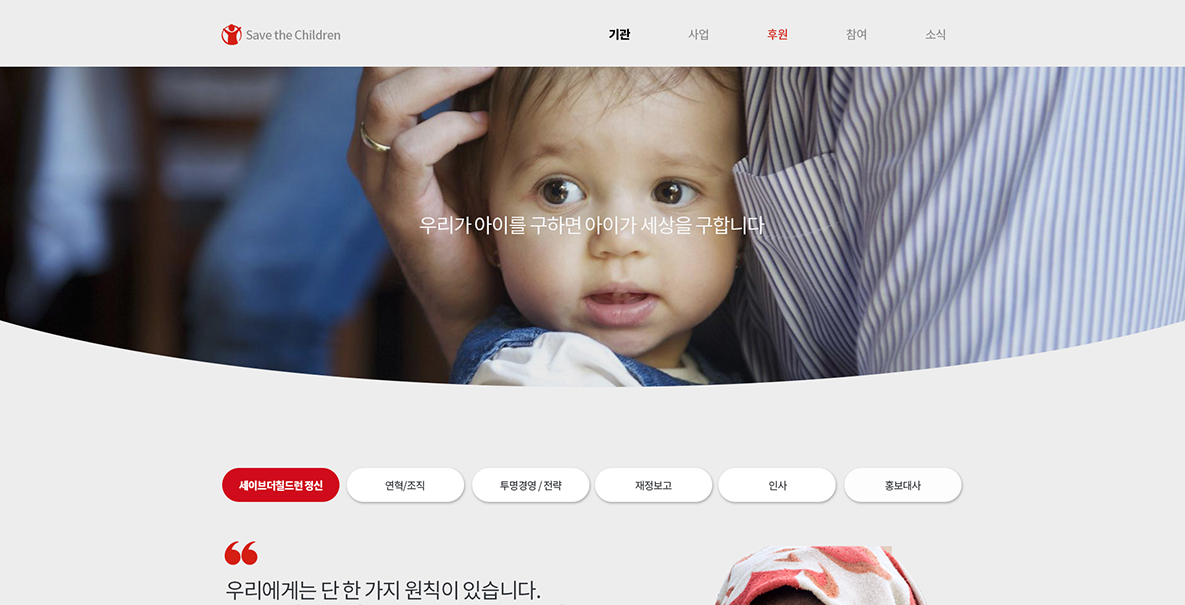 Save the Children
기관 사업 후원 참여 소식
우리가 아이를 구하면 아이가 세상을 구합니다
세이브더칠드런 정신 연혁/조직 투명경영 / 전략 재정보고 인사 홍보대사
“
우리에게는 단 한 가지 원칙이 있습니다.